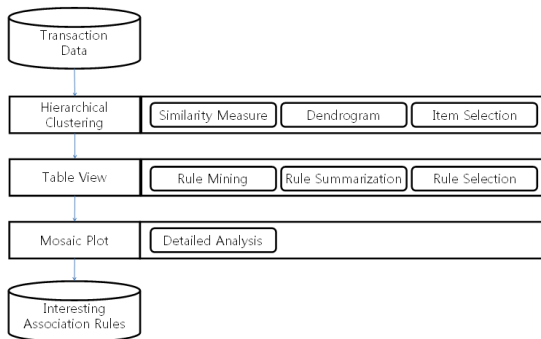 Transaction
Data
Hierarchical
Clustering
Similarity Measure
Dendrogram
Item Selection
Table View
Rule Mining
Rule Summarization
Rule Selection
Mosaic Plot
Detailed Analysis
Interesting
Association Rules